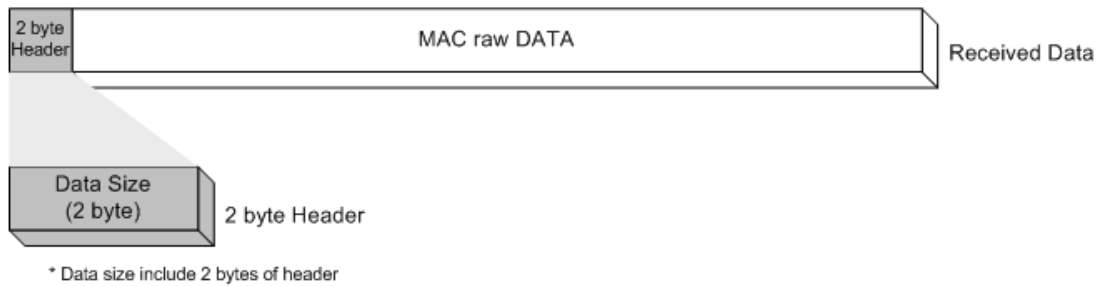 2 byte
Header
MAC raw DATA
Received Data
Data Size
(2 byte)
2 byte Header
* Data size include 2 bytes of header